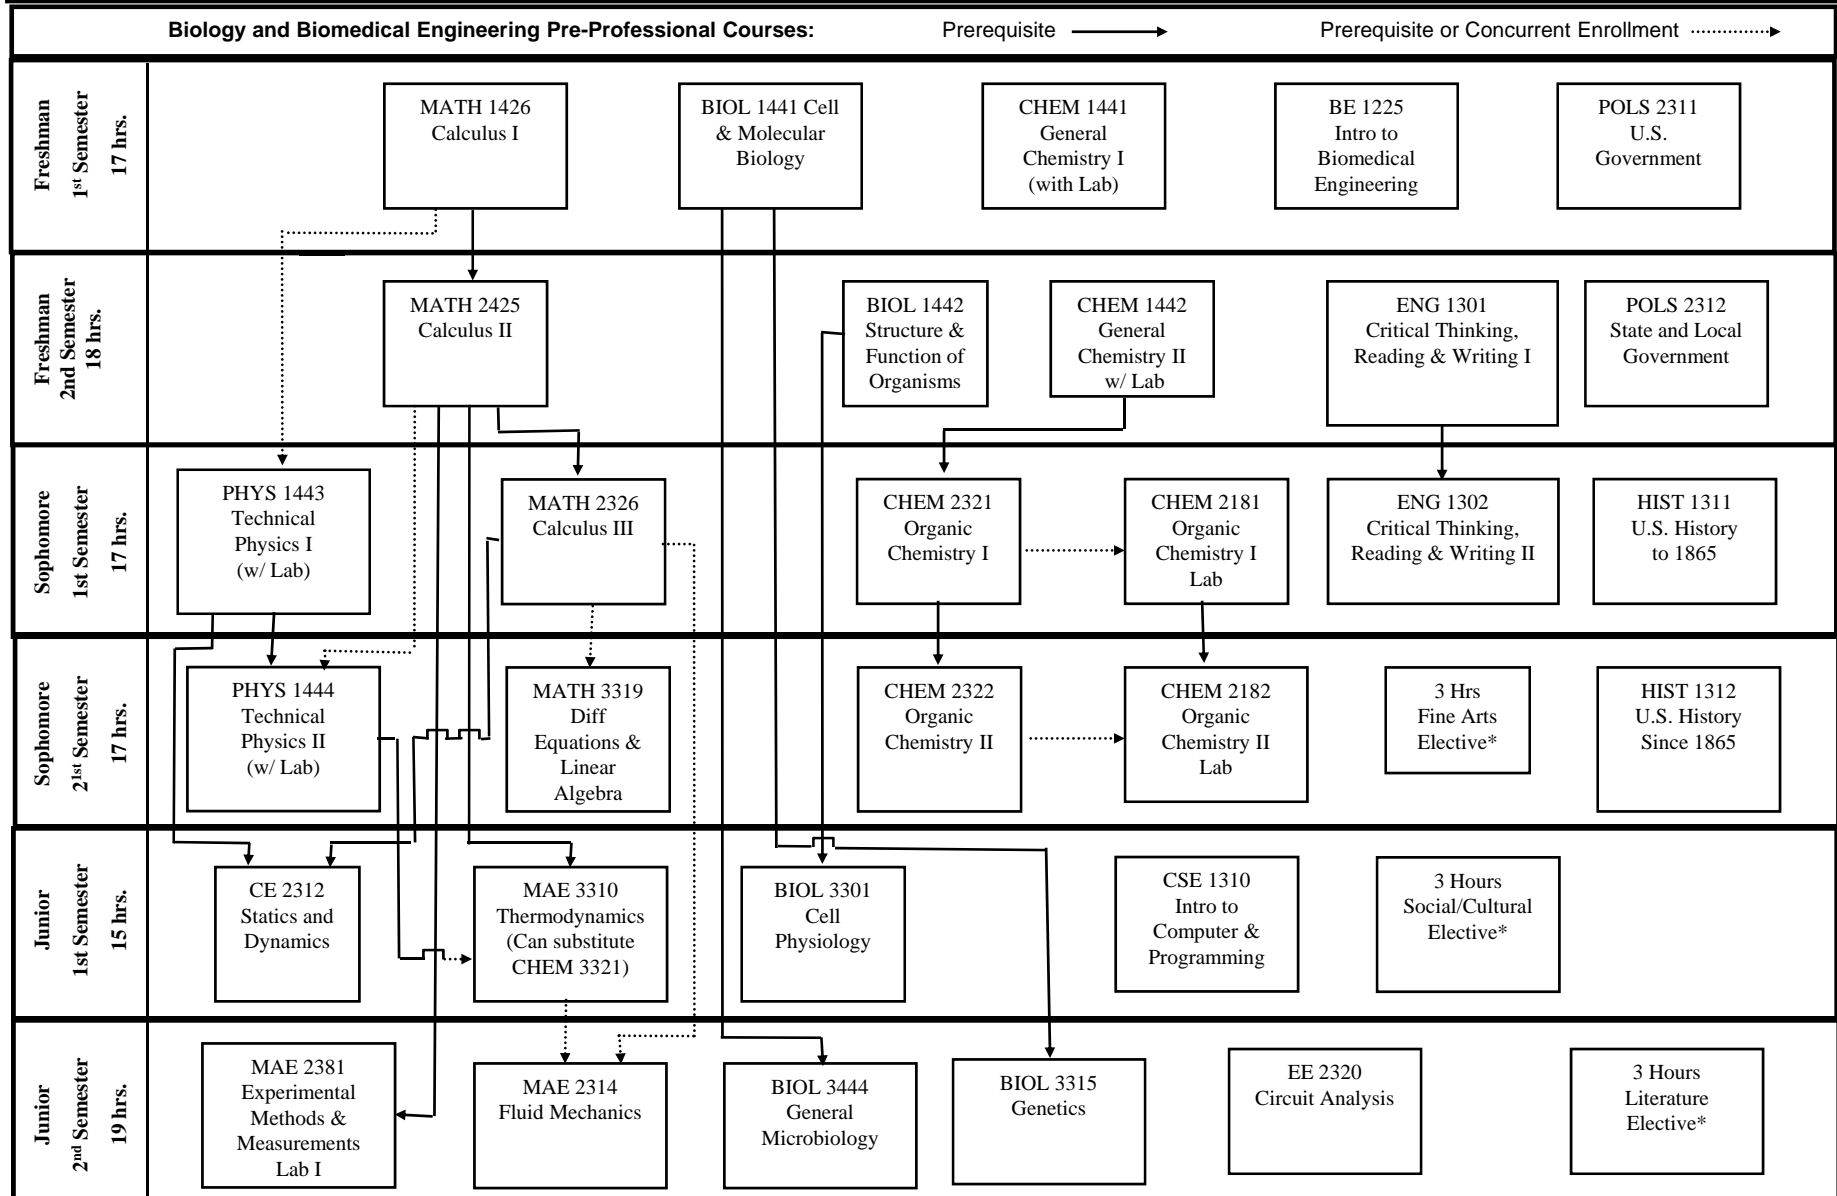 Biology and Biomedical Engineering Pre-Professional Courses:
Prerequisite
Prerequisite or Concurrent Enrollment
Freshman
1st Semester
17 hrs.
MATH 1426
Calculus I
BIOL 1441 Cell
& Molecular
Biology
CHEM 1441
General
Chemistry I
(with Lab)
BE 1225
Intro to
Biomedical
Engineering
POLS 2311
U.S.
Government
Freshman
2nd Semester
18 hrs.
MATH 2425
Calculus II
BIOL 1442
Structure &
Function of
Organisms
CHEM 1442
General
Chemistry II
w/ Lab
ENG 1301
Critical Thinking,
Reading & Writing I
POLS 2312
State and Local
Government
Sophomore
1st Semester
17 hrs.
PHYS 1443
Technical
Physics I
(w/ Lab)
MATH 2326
Calculus III
CHEM 2321
Organic
Chemistry I
CHEM 2181
Organic
Chemistry I
Lab
ENG 1302
Critical Thinking,
Reading & Writing II
HIST 1311
U.S. History
to 1865
Sophomore
21st Semester
17 hrs.
PHYS 1444
Technical
Physics II
(w/ Lab)
MATH 3319
Diff
Equations &
Linear
Algebra
CHEM 2322
Organic
Chemistry II
CHEM 2182
Organic
Chemistry II
Lab
3 Hrs
Fine Arts
Elective*
HIST 1312
U.S. History
Since 1865
Junior
1st Semester
15 hrs.
CE 2312
Statics and
Dynamics
MAE 3310
Thermodynamics
(Can substitute
CHEM 3321)
BIOL 3301
Cell
Physiology
CSE 1310
Intro to
Computer &
Programming
3 Hours
Social/Cultural
Elective*
Junior
2nd Semester
19 hrs.
MAE 2381
Experimental
Methods &
Measurements
Lab I
MAE 2314
Fluid Mechanics
BIOL 3444
General
Microbiology
BIOL 3315
Genetics
EE 2320
Circuit Analysis
3 Hours
Literature
Elective*